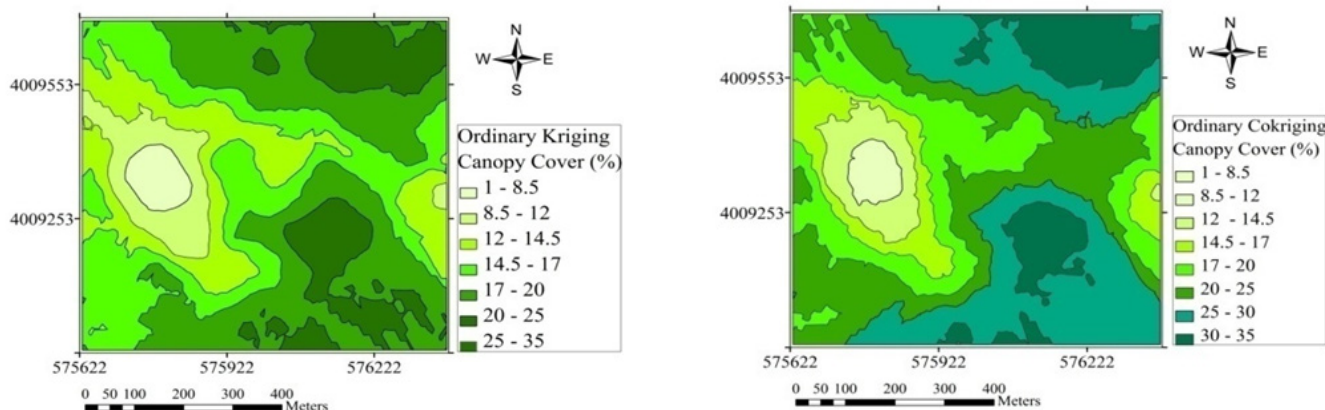 N
W E
S
4009553
4009253
575622 575922 576222
0 50 100 200 300 400
Meters
Ordinary Kriging
Canopy Cover (%)
1 - 8.5
8.5 - 12
12 - 14.5
14.5 - 17
17 - 20
20 - 25
25 - 35
N
W E
S
4009553
4009253
575622 575922 576222
0 50 100 200 300 400
Meters
Ordinary Cokriging
Canopy Cover (%)
1 - 8.5
8.5 - 12
12 - 14.5
14.5 - 17
17 - 20
20 - 25
25 - 30
30 - 35